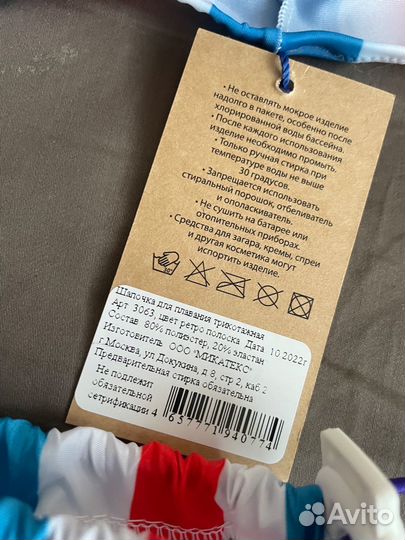 • Не оставлять мокрое изделие
надолго в пакете, особенно после
хлорированной воды бассейна.
• После каждого использования
изделие необходимо промыть.
• Только ручная стирка при
температуре воды не выше
30 градусов.
• Запрещается использовать
стиральный порошок, отбеливатель
и ополаскиватель.
• Не сушить на батарее или
отопительных приборах.
• Средства для загара, кремы, спреи
и другая косметика могут
испортить изделие.
Шапочка для плавания трикотажная
Арт 3063, цвет ретро полоска Дата 10.2022г
Состав 80% полиэстер, 20% эластан
Изготовитель ООО "МИКАТЕКС"
г.Москва, ул Докукина, д 8, стр 2, каб 2
Предварительная стирка обязательна
Не подлежит
обязательной
сетрификации
4 657771 940774
Avito